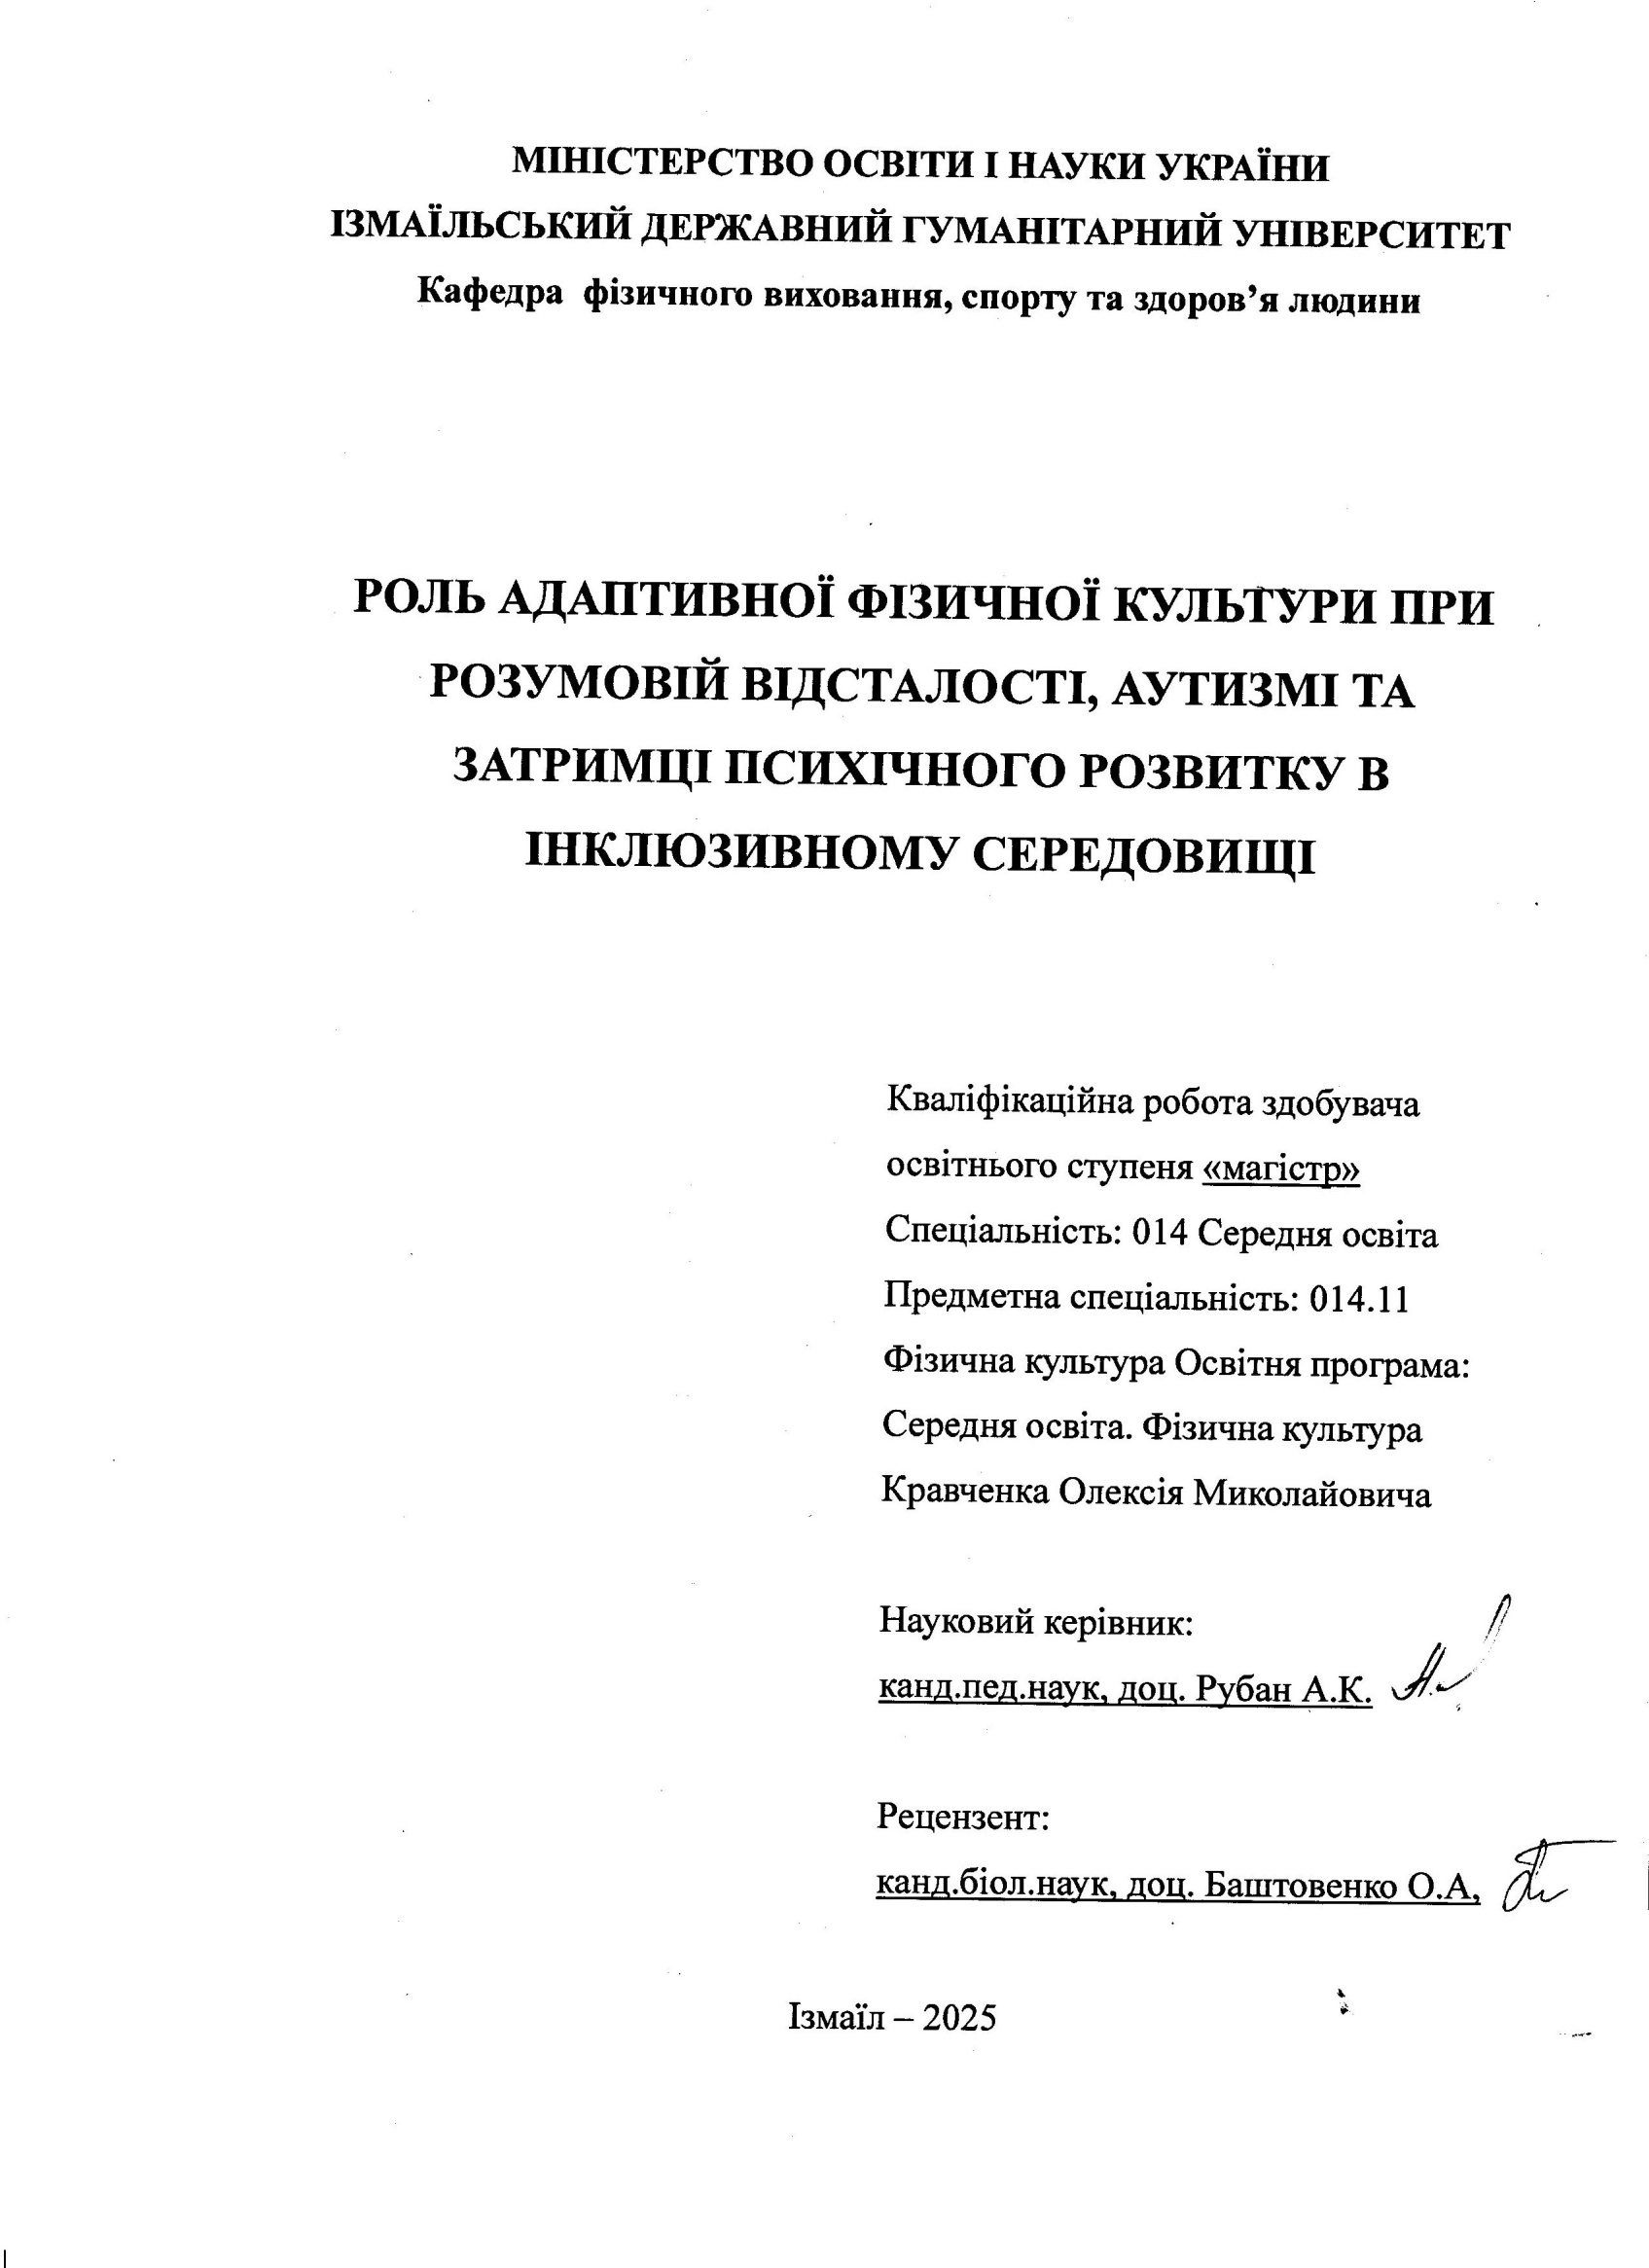 МІНІСТЕРСТВО ОСВІТИ І НАУКИ УКРАЇНИ
ІЗМАЇЛЬСЬКИЙ ДЕРЖАВНИЙ ГУМАНІТАРНИЙ УНІВЕРСИТЕТ
Кафедра фізичного виховання, спорту та здоров’я людини
РОЛЬ АДАПТИВНОЇ ФІЗИЧНОЇ КУЛЬТУРИ ПРИ
РОЗУМОВІЙ ВІДСТАЛОСТІ, АУТИЗМІ ТА
ЗАТРИМЦІ ПСИХІЧНОГО РОЗВИТКУ В
ІНКЛЮЗИВНОМУ СЕРЕДОВИЩІ
Кваліфікаційна робота здобувача
освітнього ступеня «магістр»
Спеціальність: 014 Середня освіта
Предметна спеціальність: 014.11
Фізична культура Освітня програма:
Середня освіта. Фізична культура
Кравченка Олексія Миколайовича
Науковий керівник:
канд.пед.наук, доц. Рубан А.К.
Рецензент:
канд.біол.наук, доц. Баштовенко О.А,
Ізмаїл – 2025